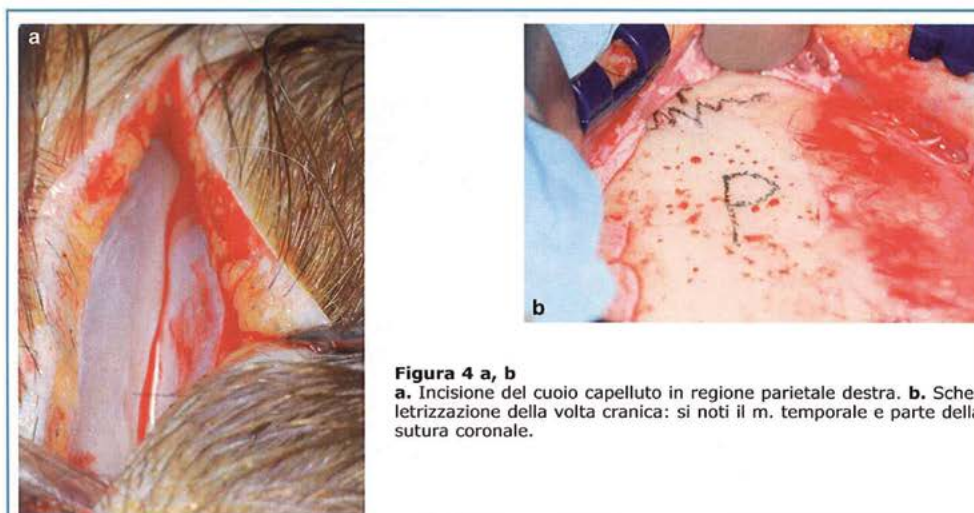 a
b
P
Figura 4 a, b
a. Incisione del cuoio capelluto in regione parietale destra. b. Sche-
letrizzazione della volta cranica: si noti il m. temporale e parte della
sutura coronale.